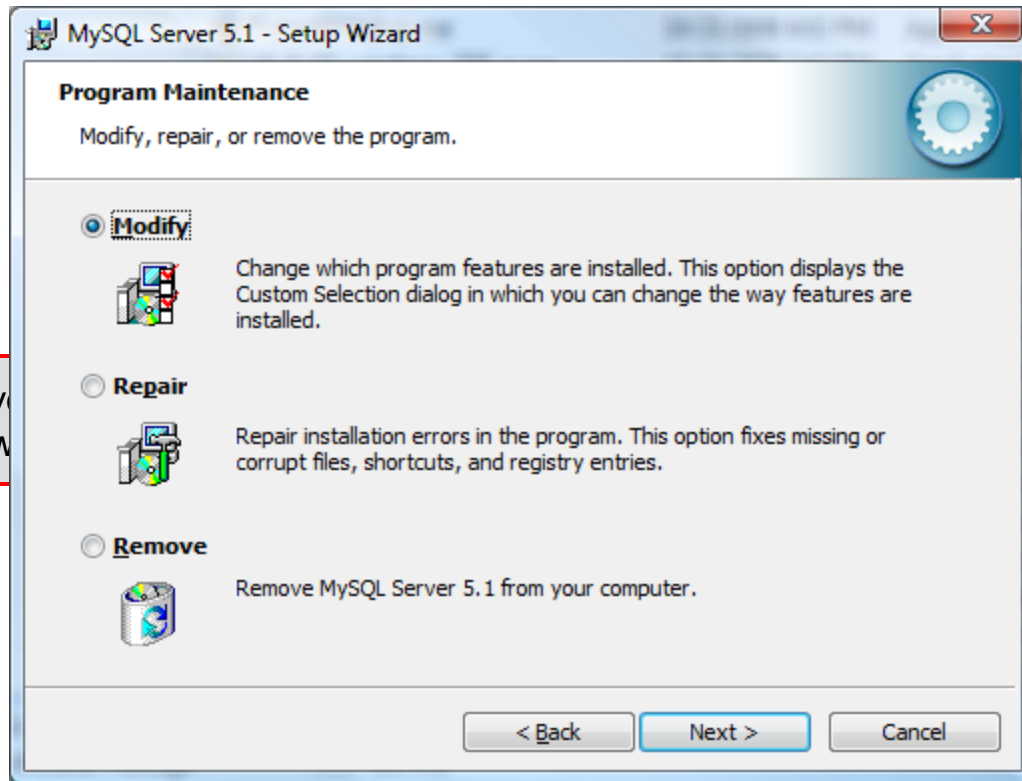 MySQL Server 5.1 - Setup Wizard
Program Maintenance
Modify, repair, or remove the program.
Modify
Change which program features are installed. This option displays the
Custom Selection dialog in which you can change the way features are
installed.
Repair
Repair installation errors in the program. This option fixes missing or
corrupt files, shortcuts, and registry entries.
Remove
Remove MySQL Server 5.1 from your computer.
< Back
Next >
Cancel